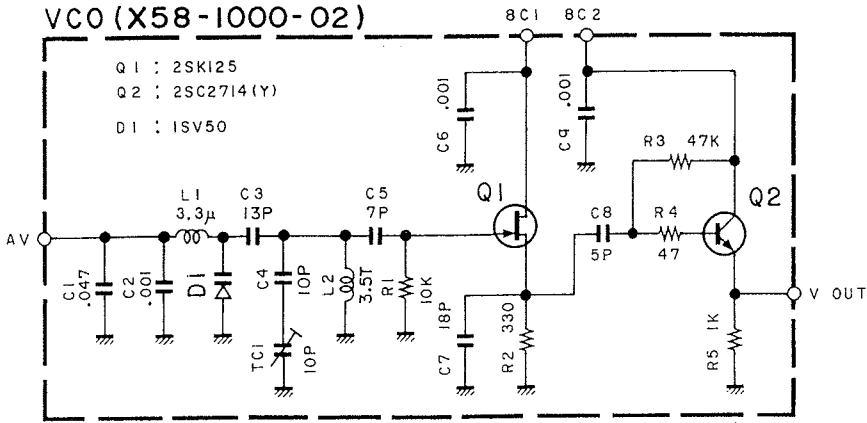 VCO (X58-1000-02)
8C1
8C2
Q1 : 2SK125
Q2 : 2SC2714(Y)
D1 : 1SV50
C6 .001
C9 .001
R3 47K
Q1
Q2
L1
3.3μ
C3
13P
C5
7P
C8
5P
R4
47
AV
C1
.047
C2
.001
D1
C4
10P
L2
3.5T
R1
10K
TC1
10P
C7
18P
R2
330
R5
1K
V OUT